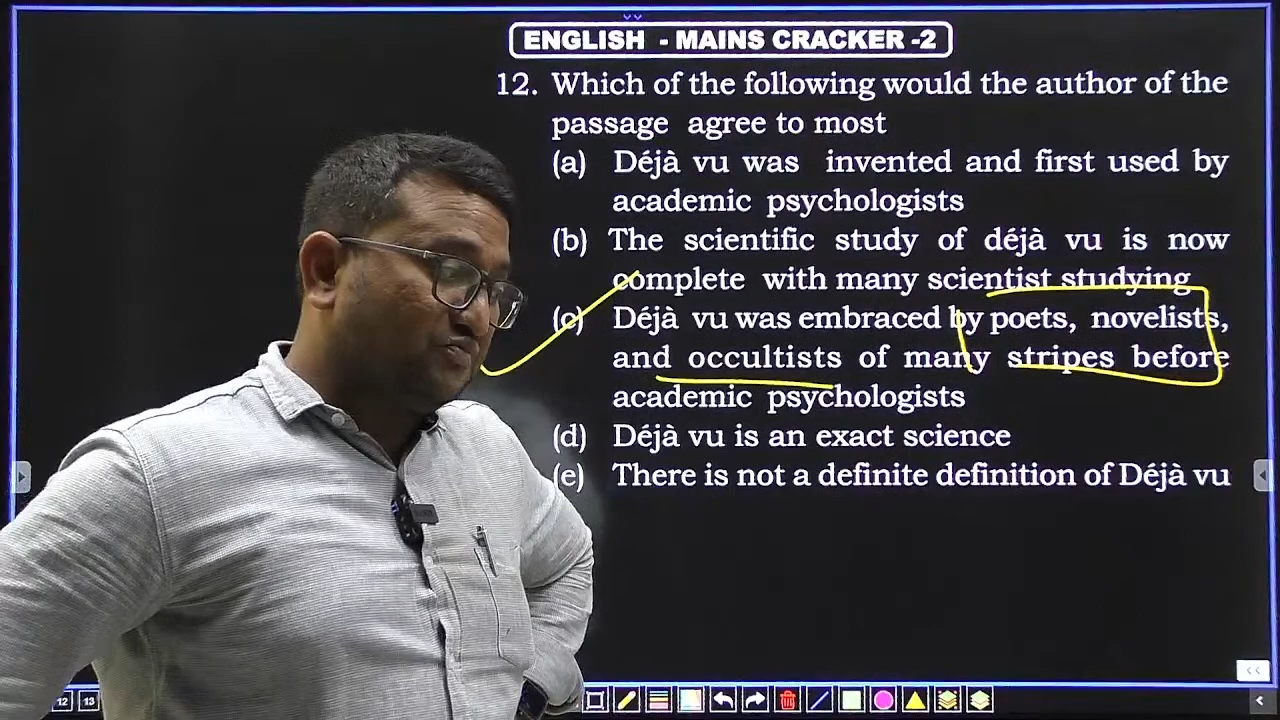 ENGLISH - MAINS CRACKER -2
12. Which of the following would the author of the
passage agree to most
(a) Déjà vu was invented and first used by
academic psychologists
(b) The scientific study of déjà vu is now
complete with many scientist studying
(c) Déjà vu was embraced by poets, novelists,
and occultists of many stripes before
academic psychologists
(d) Déjà vu is an exact science
(e) There is not a definite definition of Déjà vu
12 13